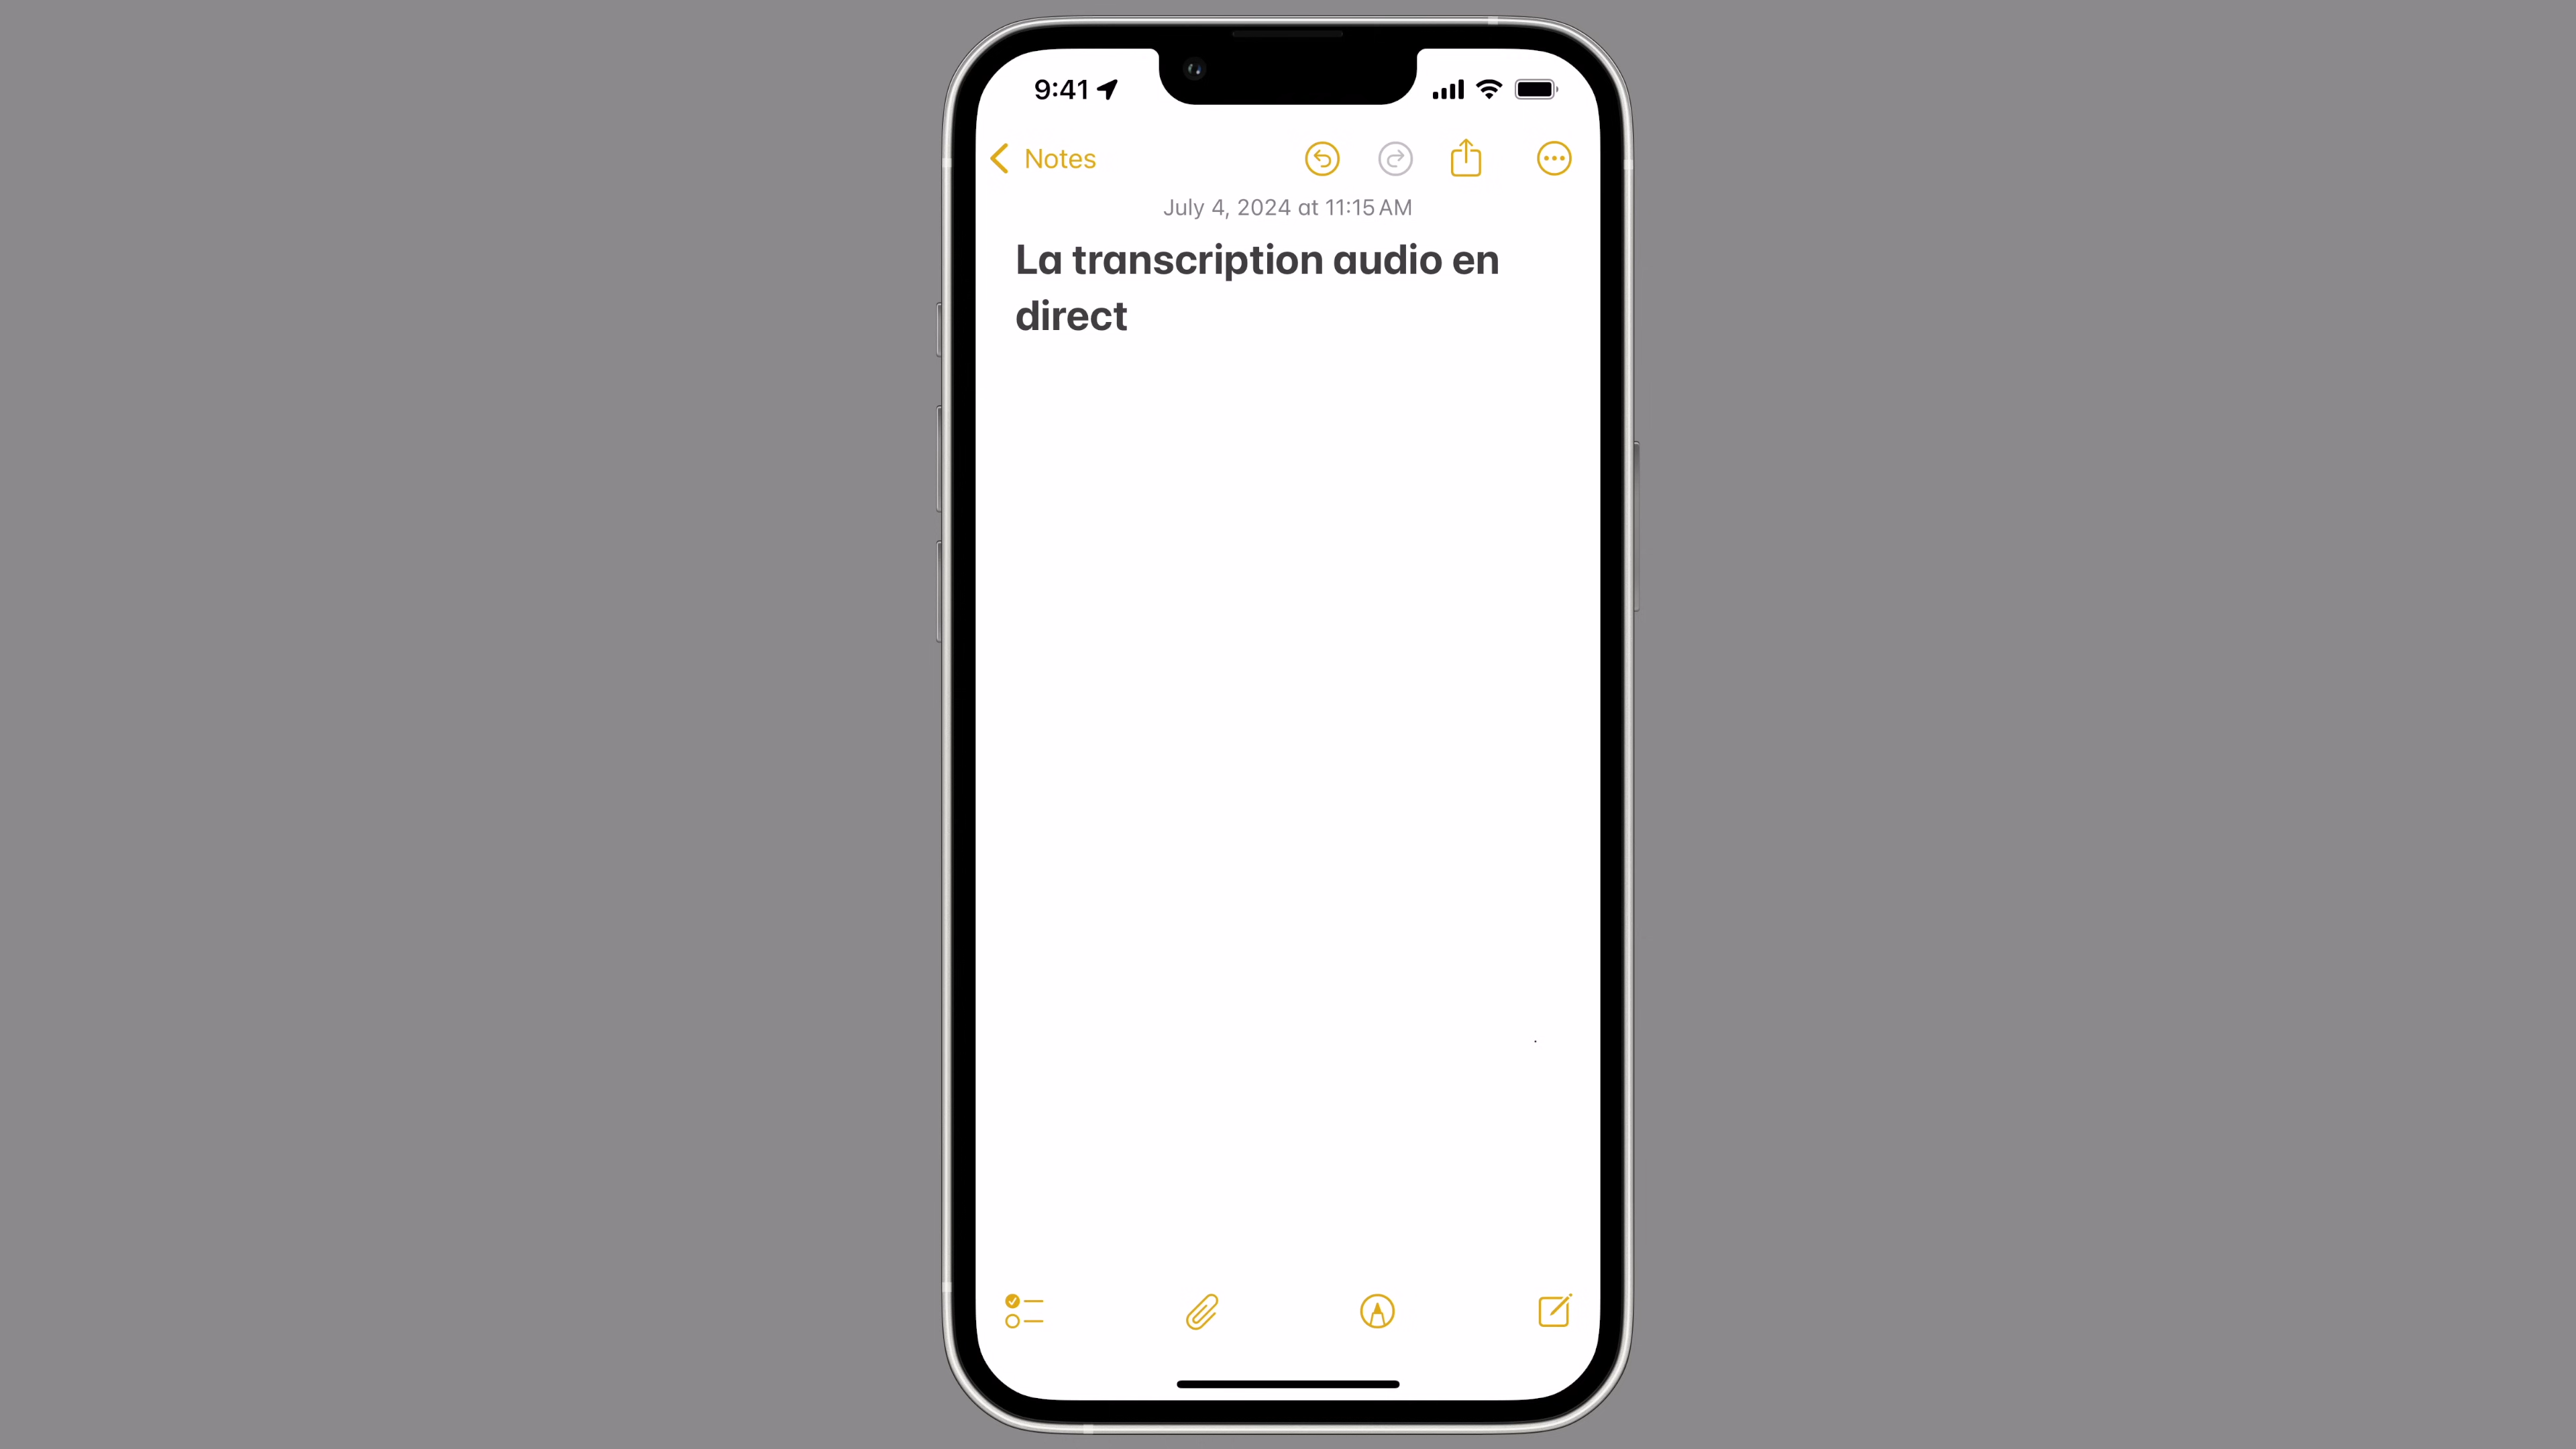 9:41
Notes
July 4, 2024 at 11:15 AM
La transcription audio en
direct